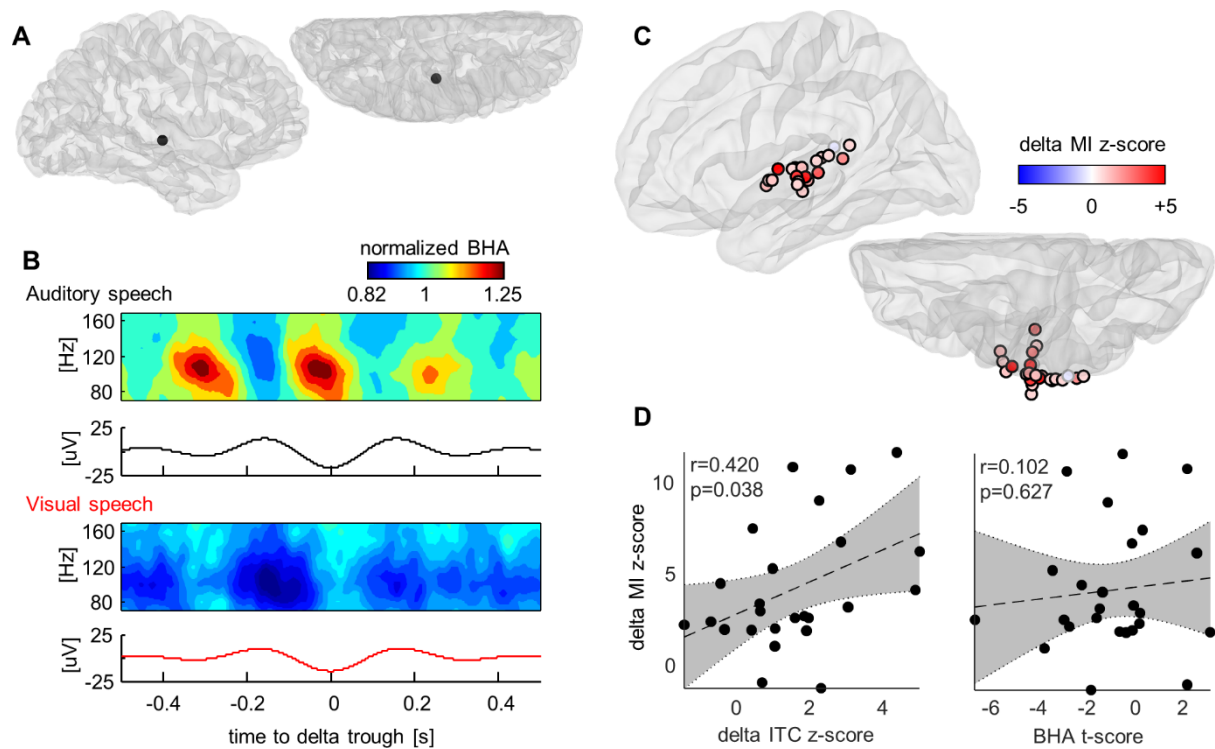 A
B
normalized BHA
0.82 1 1.25
Auditory speech
160
120
80
[Hz]
25
-25
[uV]
Visual speech
160
120
80
[Hz]
25
-25
[uV]
-0.4 -0.2 0 0.2 0.4
time to delta trough [s]
C
delta MI z-score
-5 0 +5
D
r=0.420
p=0.038
10
5
0
delta MI z-score
0 2 4
delta ITC z-score
r=0.102
p=0.627
-6 -4 -2 0 2
BHA t-score